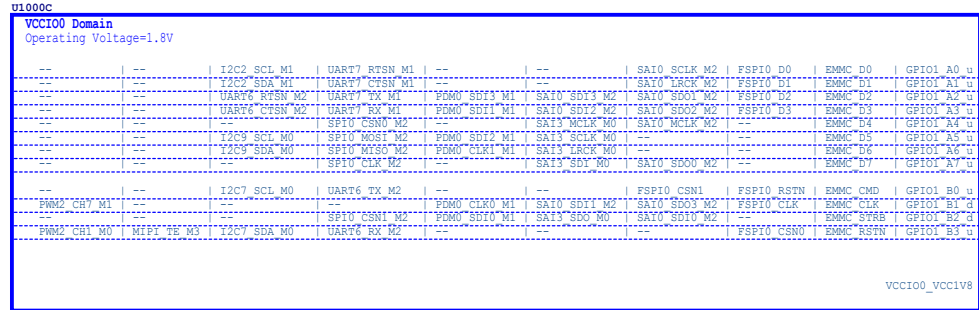 U1000C
VCCIO0 Domain
Operating Voltage=1.8V
-- | -- | I2C2_SCL_M1 | UART7_RTSN_M1 | -- | -- | SAI0_SCLK_M2 | FSPI0_D0 | EMMC_D0 | GPIO1_A0_u
-- | -- | I2C2_SDA_M1 | UART7_CTSN_M1 | -- | -- | SAI0_LRCK_M2 | FSPI0_D1 | EMMC_D1 | GPIO1_A1_u
-- | -- | UART6_RTSN_M2 | UART7_TX_M1 | PDM0_SDI3_M1 | SAI0_SDI3_M2 | SAI0_SDO1_M2 | FSPI0_D2 | EMMC_D2 | GPIO1_A2_u
-- | -- | UART6_CTSN_M2 | UART7_RX_M1 | PDM0_SDI1_M1 | SAI0_SDI2_M2 | SAI0_SDO2_M2 | FSPI0_D3 | EMMC_D3 | GPIO1_A3_u
-- | -- | -- | SPI0_CSN0_M2 | -- | SAI3_MCLK_M0 | SAI0_MCLK_M2 | -- | EMMC_D4 | GPIO1_A4_u
-- | -- | I2C9_SCL_M0 | SPI0_MOSI_M2 | PDM0_SDI2_M1 | SAI3_SCLK_M0 | -- | -- | EMMC_D5 | GPIO1_A5_u
-- | -- | I2C9_SDA_M0 | SPI0_MISO_M2 | PDM0_CLK1_M1 | SAI3_LRCK_M0 | -- | -- | EMMC_D6 | GPIO1_A6_u
-- | -- | -- | SPI0_CLK_M2 | -- | SAI3_SDI_M0 | SAI0_SDO0_M2 | -- | EMMC_D7 | GPIO1_A7_u
-- | -- | I2C7_SCL_M0 | UART6_TX_M2 | -- | -- | FSPI0_CSN1 | FSPI0_RSTN | EMMC_CMD | GPIO1_B0_u
PWM2_CH7_M1 | -- | -- | -- | PDM0_CLK0_M1 | SAI0_SDI1_M2 | SAI0_SDO3_M2 | FSPI0_CLK | EMMC_CLK | GPIO1_B1_d
-- | -- | -- | SPI0_CSN1_M2 | PDM0_SDI0_M1 | SAI3_SDO_M0 | SAI0_SDI0_M2 | -- | EMMC_STRB | GPIO1_B2_d
PWM2_CH1_M0 | MIPI_TE_M3 | I2C7_SDA_M0 | UART6_RX_M2 | -- | -- | -- | FSPI0_CSN0 | EMMC_RSTN | GPIO1_B3_u
VCCIO0_VCC1V8